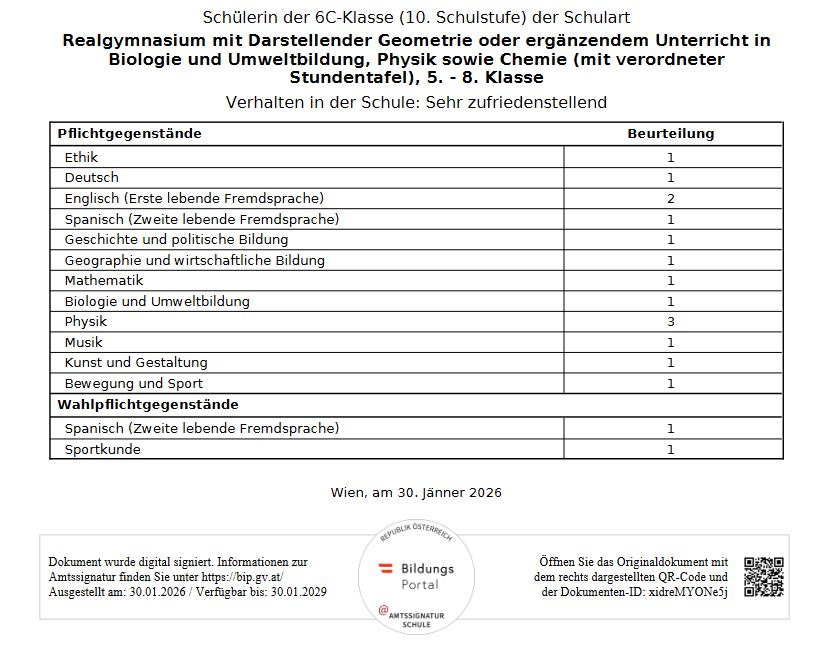 Schülerin der 6C-Klasse (10. Schulstufe) der Schulart
Realgymnasium mit Darstellender Geometrie oder ergänzendem Unterricht in
Biologie und Umweltbildung, Physik sowie Chemie (mit verordneter
Stundentafel), 5. - 8. Klasse
Verhalten in der Schule: Sehr zufriedenstellend
Pflichtgegenstände Beurteilung
Ethik 1
Deutsch 1
Englisch (Erste lebende Fremdsprache) 2
Spanisch (Zweite lebende Fremdsprache) 1
Geschichte und politische Bildung 1
Geographie und wirtschaftliche Bildung 1
Mathematik 1
Biologie und Umweltbildung 1
Physik 3
Musik 1
Kunst und Gestaltung 1
Bewegung und Sport 1
Wahlpflichtgegenstände
Spanisch (Zweite lebende Fremdsprache) 1
Sportkunde 1
Wien, am 30. Jänner 2026
Dokument wurde digital signiert. Informationen zur
Amtssignatur finden Sie unter https://bip.gv.at/
Ausgestellt am: 30.01.2026 / Verfügbar bis: 30.01.2029
REPUBLIK ÖSTERREICH
Bildungs
Portal
@AMTSSIGNATUR
SCHULE
Öffnen Sie das Originaldokument mit
dem rechts dargestellten QR-Code und
der Dokumenten-ID: xidreMYONe5j